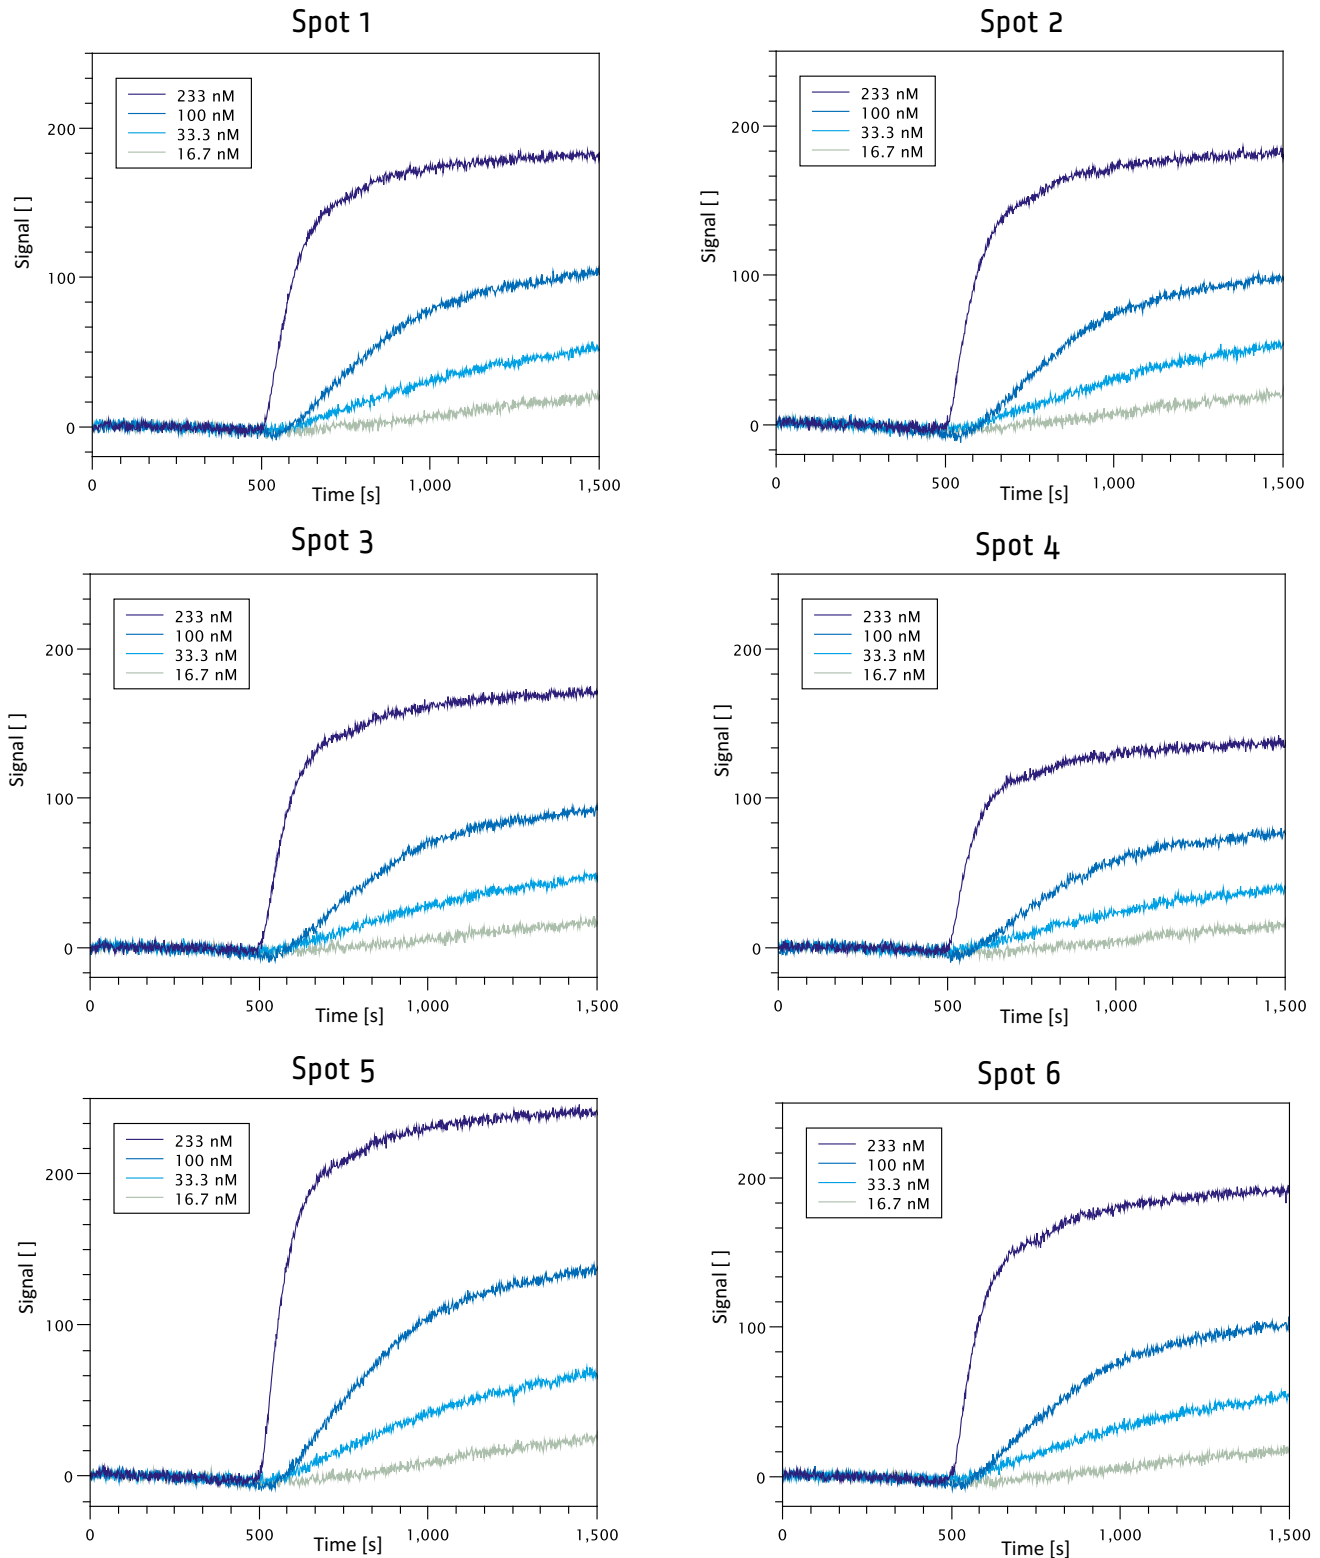 Spot 1
233 nM
100 nM
33.3 nM
16.7 nM
200
100
0
Signal [ ]
0 500 1,000 1,500
Time [s]
Spot 2
233 nM
100 nM
33.3 nM
16.7 nM
200
100
0
Signal [ ]
0 500 1,000 1,500
Time [s]
Spot 3
233 nM
100 nM
33.3 nM
16.7 nM
200
100
0
Signal [ ]
0 500 1,000 1,500
Time [s]
Spot 4
233 nM
100 nM
33.3 nM
16.7 nM
200
100
0
Signal [ ]
0 500 1,000 1,500
Time [s]
Spot 5
233 nM
100 nM
33.3 nM
16.7 nM
200
100
0
Signal [ ]
0 500 1,000 1,500
Time [s]
Spot 6
233 nM
100 nM
33.3 nM
16.7 nM
200
100
0
Signal [ ]
0 500 1,000 1,500
Time [s]